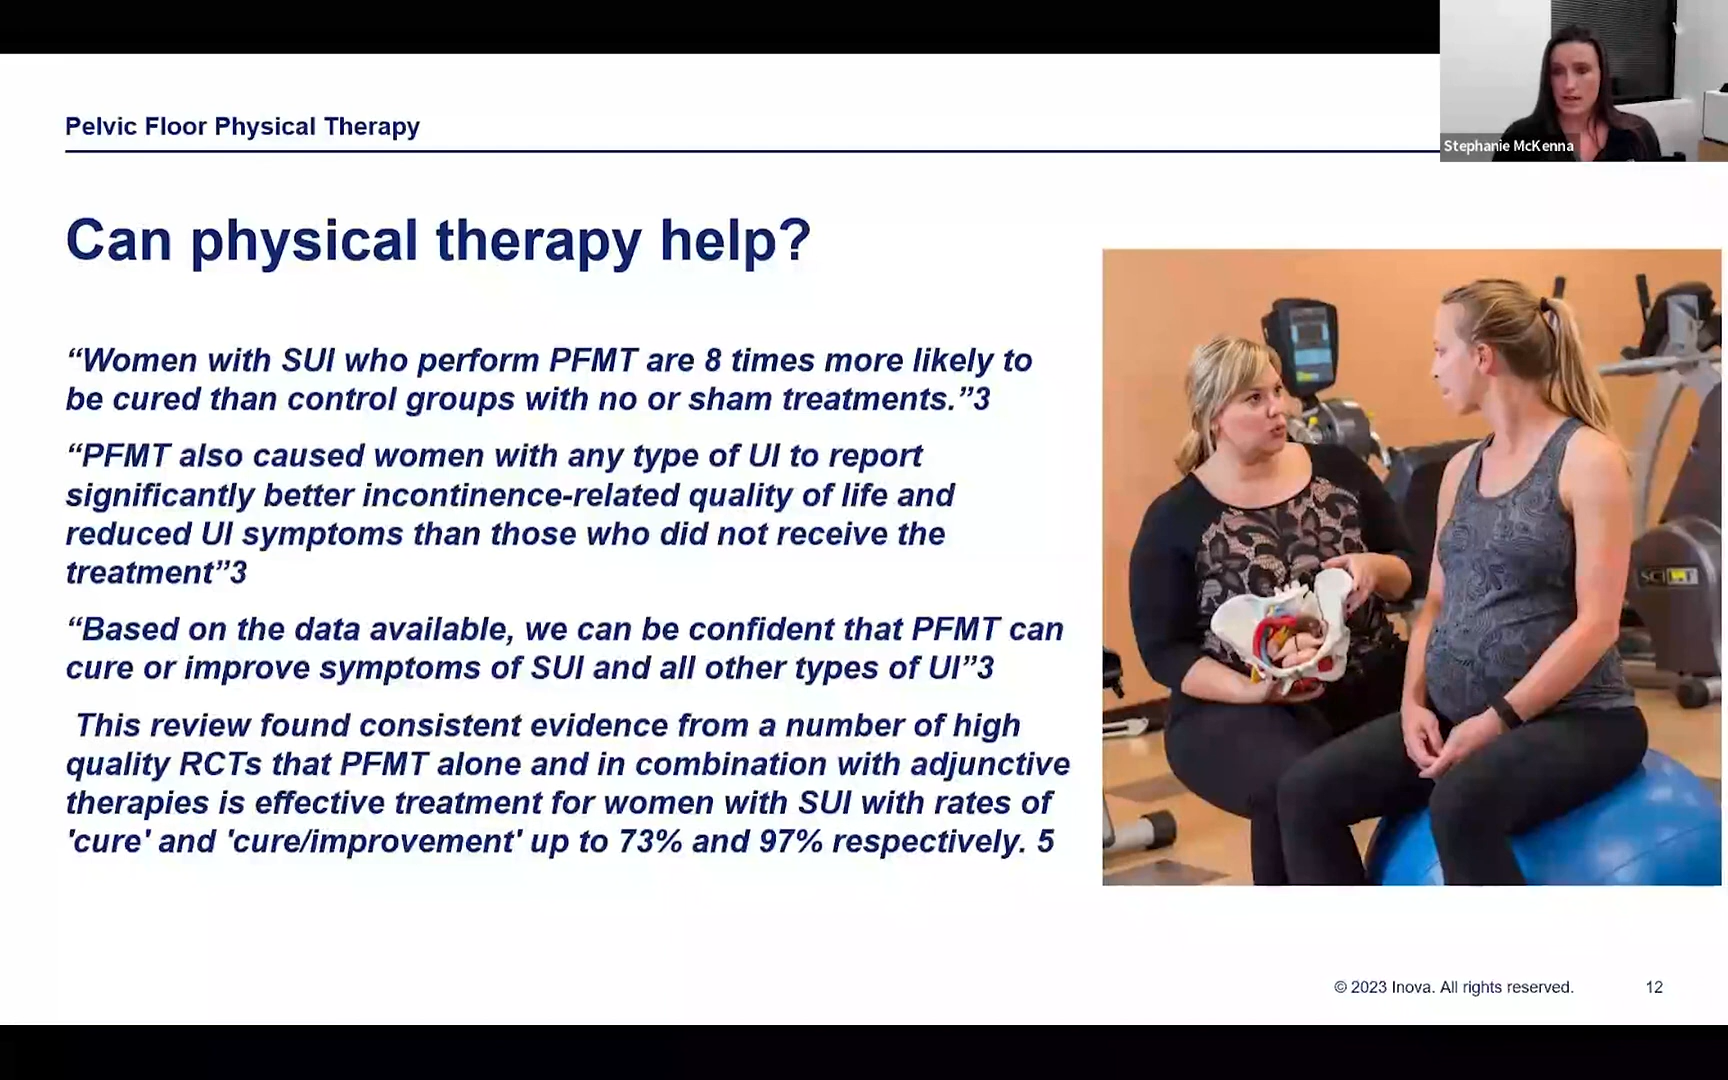 Stephanie McKenna
Pelvic Floor Physical Therapy
Can physical therapy help?
“Women with SUI who perform PFMT are 8 times more likely to
be cured than control groups with no or sham treatments.”3
“PFMT also caused women with any type of UI to report
significantly better incontinence-related quality of life and
reduced UI symptoms than those who did not receive the
treatment”3
“Based on the data available, we can be confident that PFMT can
cure or improve symptoms of SUI and all other types of UI”3
This review found consistent evidence from a number of high
quality RCTs that PFMT alone and in combination with adjunctive
therapies is effective treatment for women with SUI with rates of
'cure' and 'cure/improvement' up to 73% and 97% respectively. 5
© 2023 Inova. All rights reserved.
12